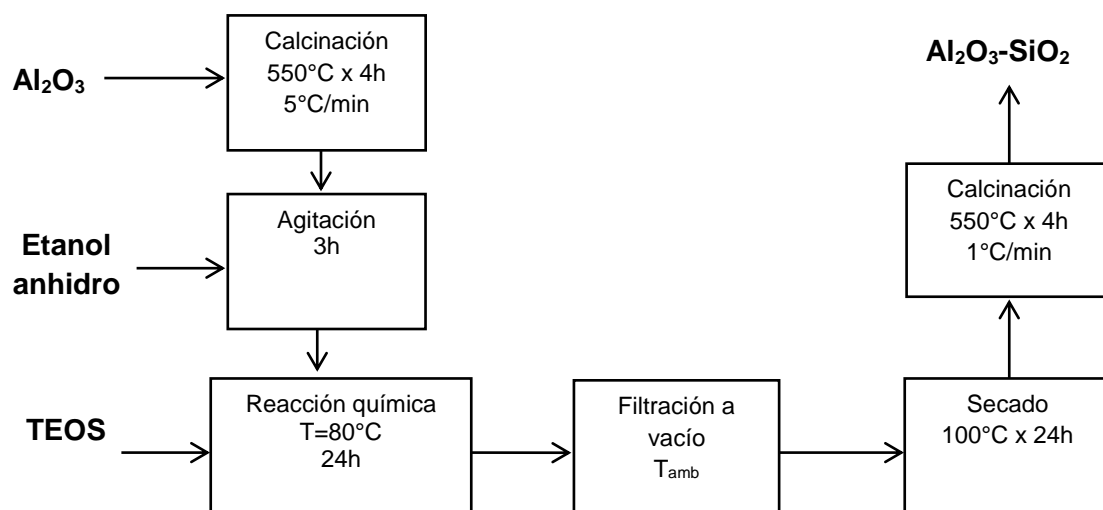 Al₂O₃
Calcinación
550°C x 4h
5°C/min
Etanol
anhidro
Agitación
3h
TEOS
Reacción química
T=80°C
24h
Filtración a
vacío
Tamb
Secado
100°C x 24h
Calcinación
550°C x 4h
1°C/min
Al₂O₃-SiO₂